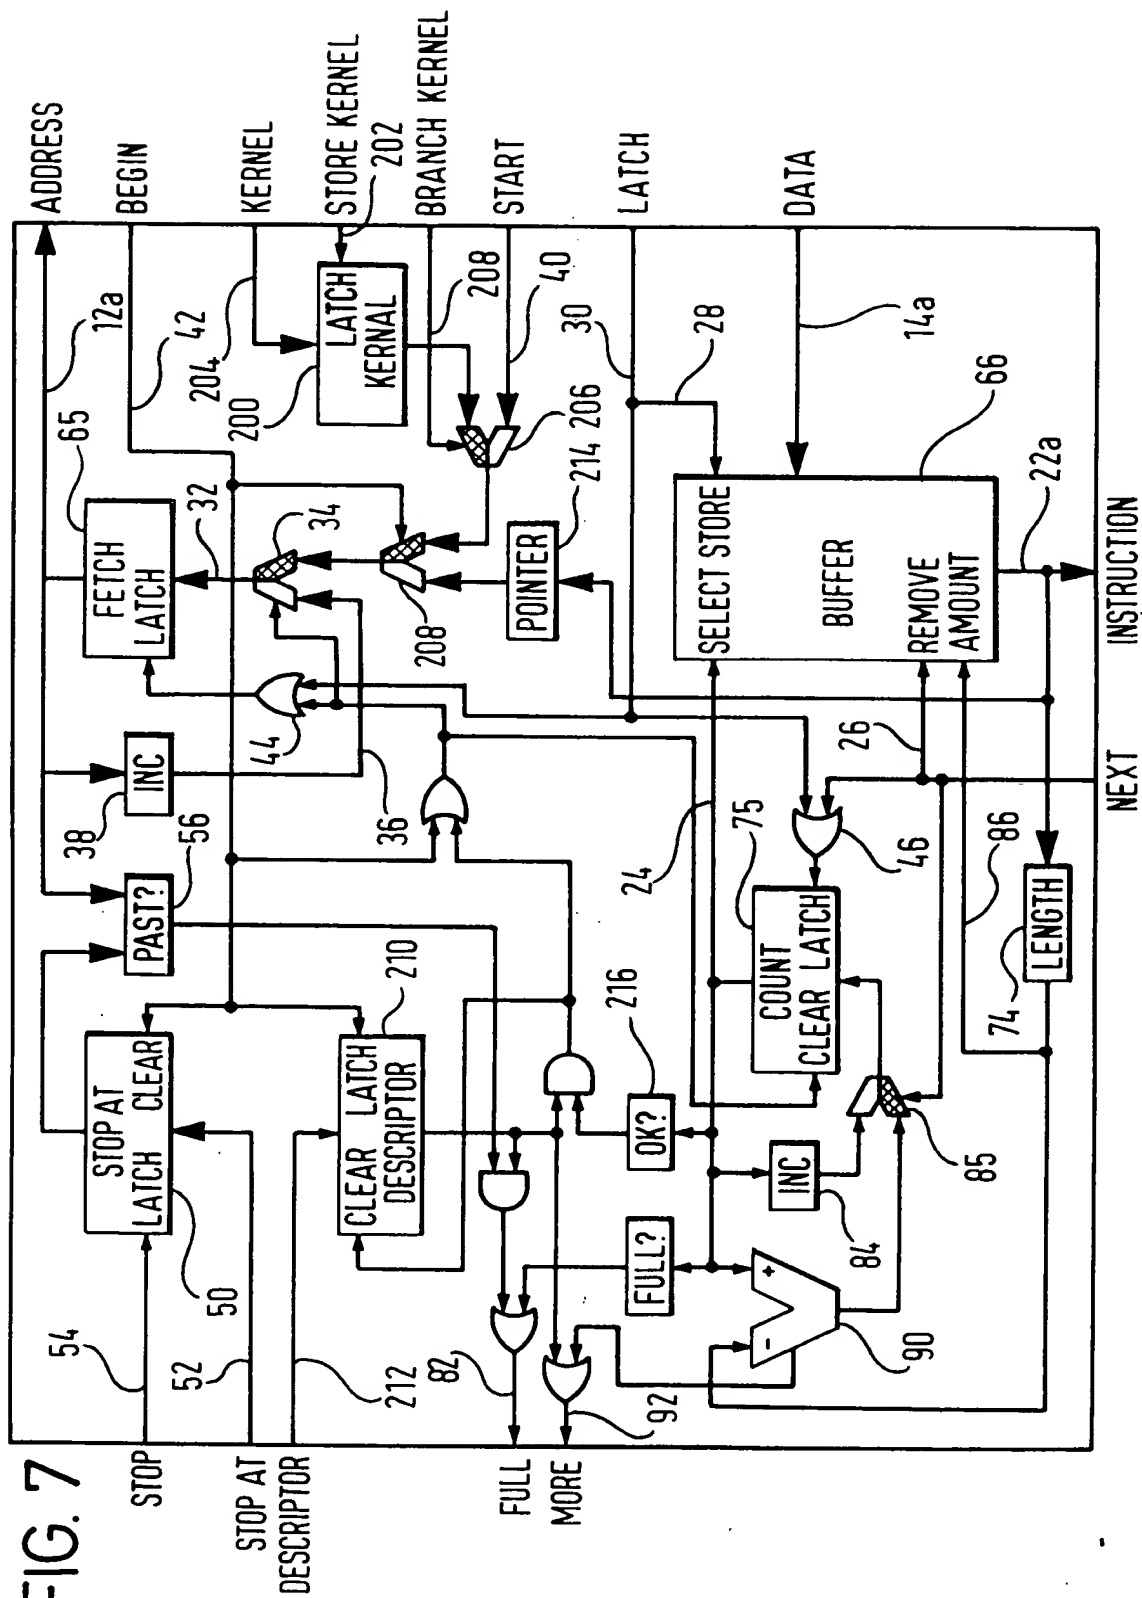 FIG. 7
STOP
STOP AT
DESCRIPTOR
FULL
MORE
54
52
212
82
92
50
STOP AT
LATCH CLEAR
CLEAR LATCH
DESCRIPTOR
210
PAST?
56
INC
38
36
44
FETCH
LATCH
65
32
34
208
POINTER
214
206
LATCH
KERNAL
200
204
202
208
40
42
12a
30
28
14a
66
22a
SELECT STORE
BUFFER
REMOVE
AMOUNT
26
24
46
75
COUNT
CLEAR LATCH
216
OK?
FULL?
INC
84
85
90
86
74
LENGTH
ADDRESS
BEGIN
KERNEL
STORE KERNEL
BRANCH KERNEL
START
LATCH
DATA
INSTRUCTION
NEXT
+
-